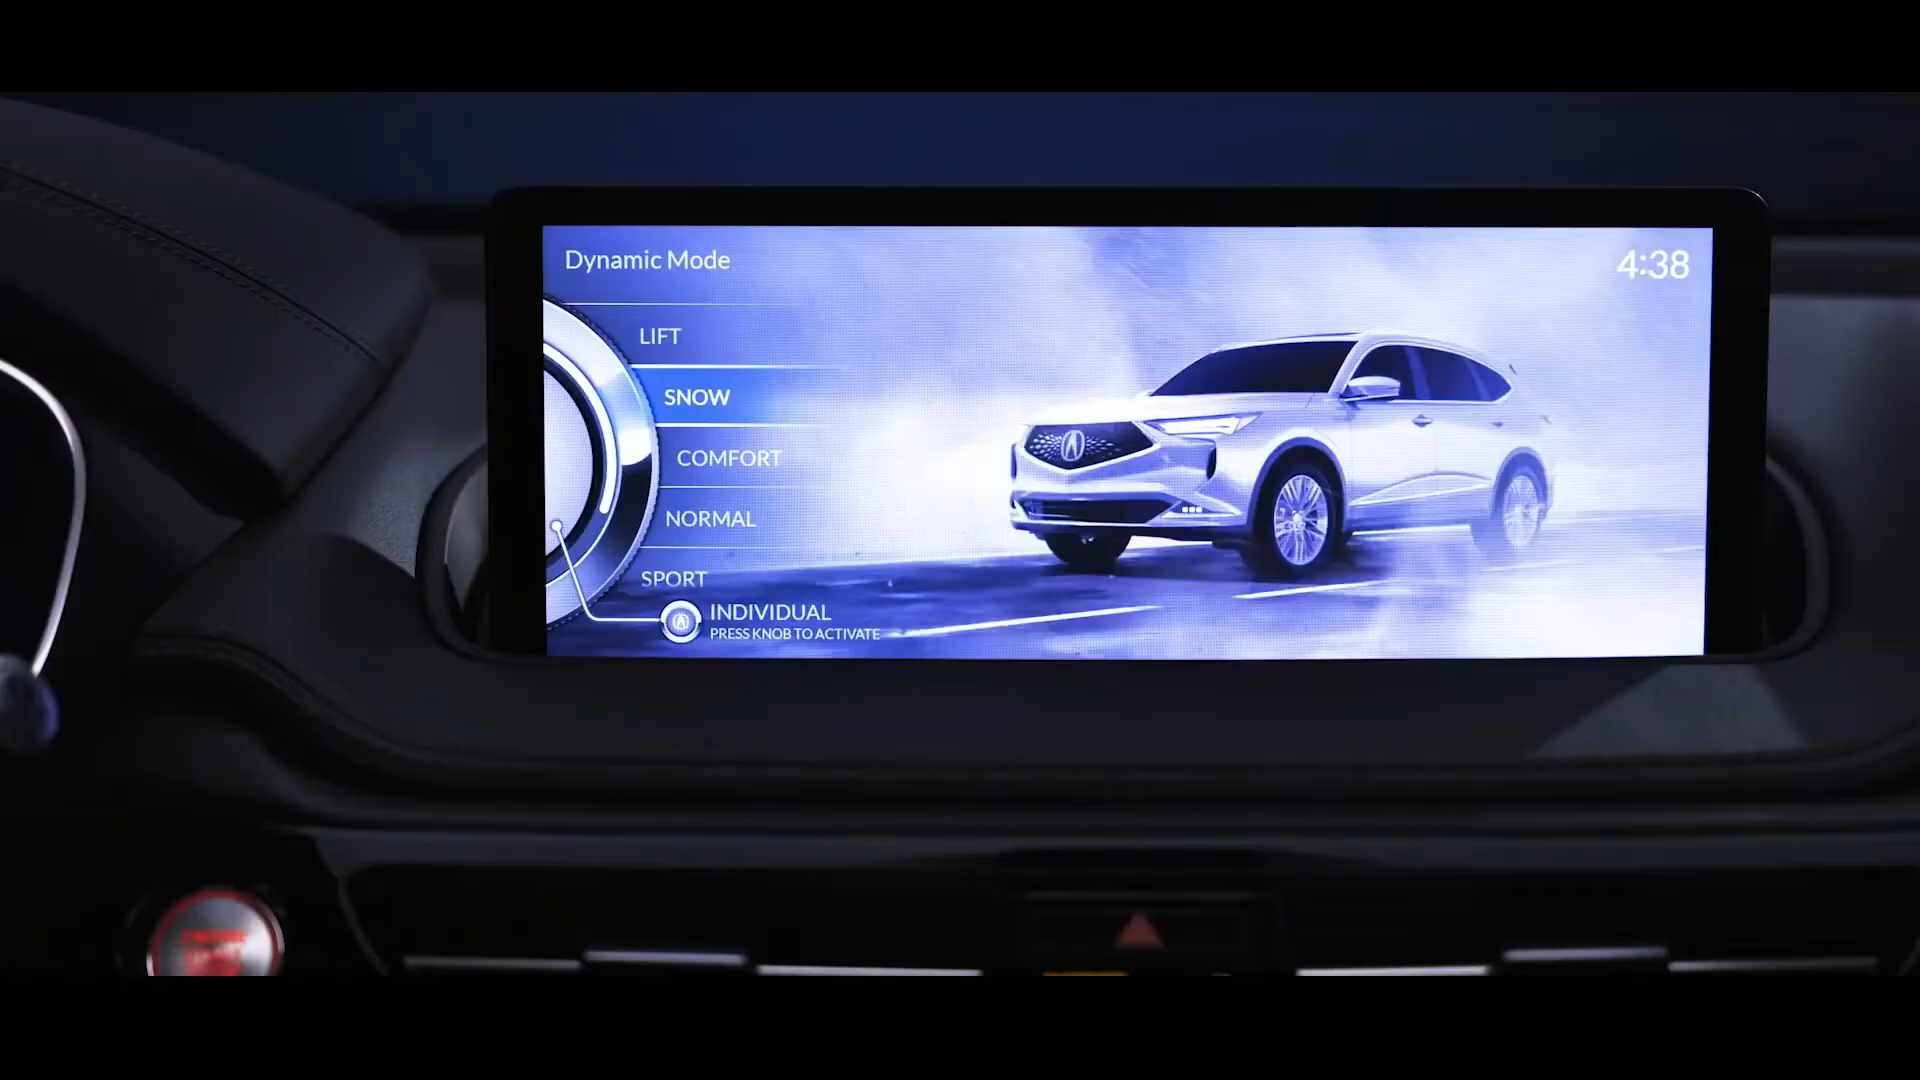 Dynamic Mode
4:38
LIFT
SNOW
COMFORT
NORMAL
SPORT
INDIVIDUAL
PRESS KNOB TO ACTIVATE